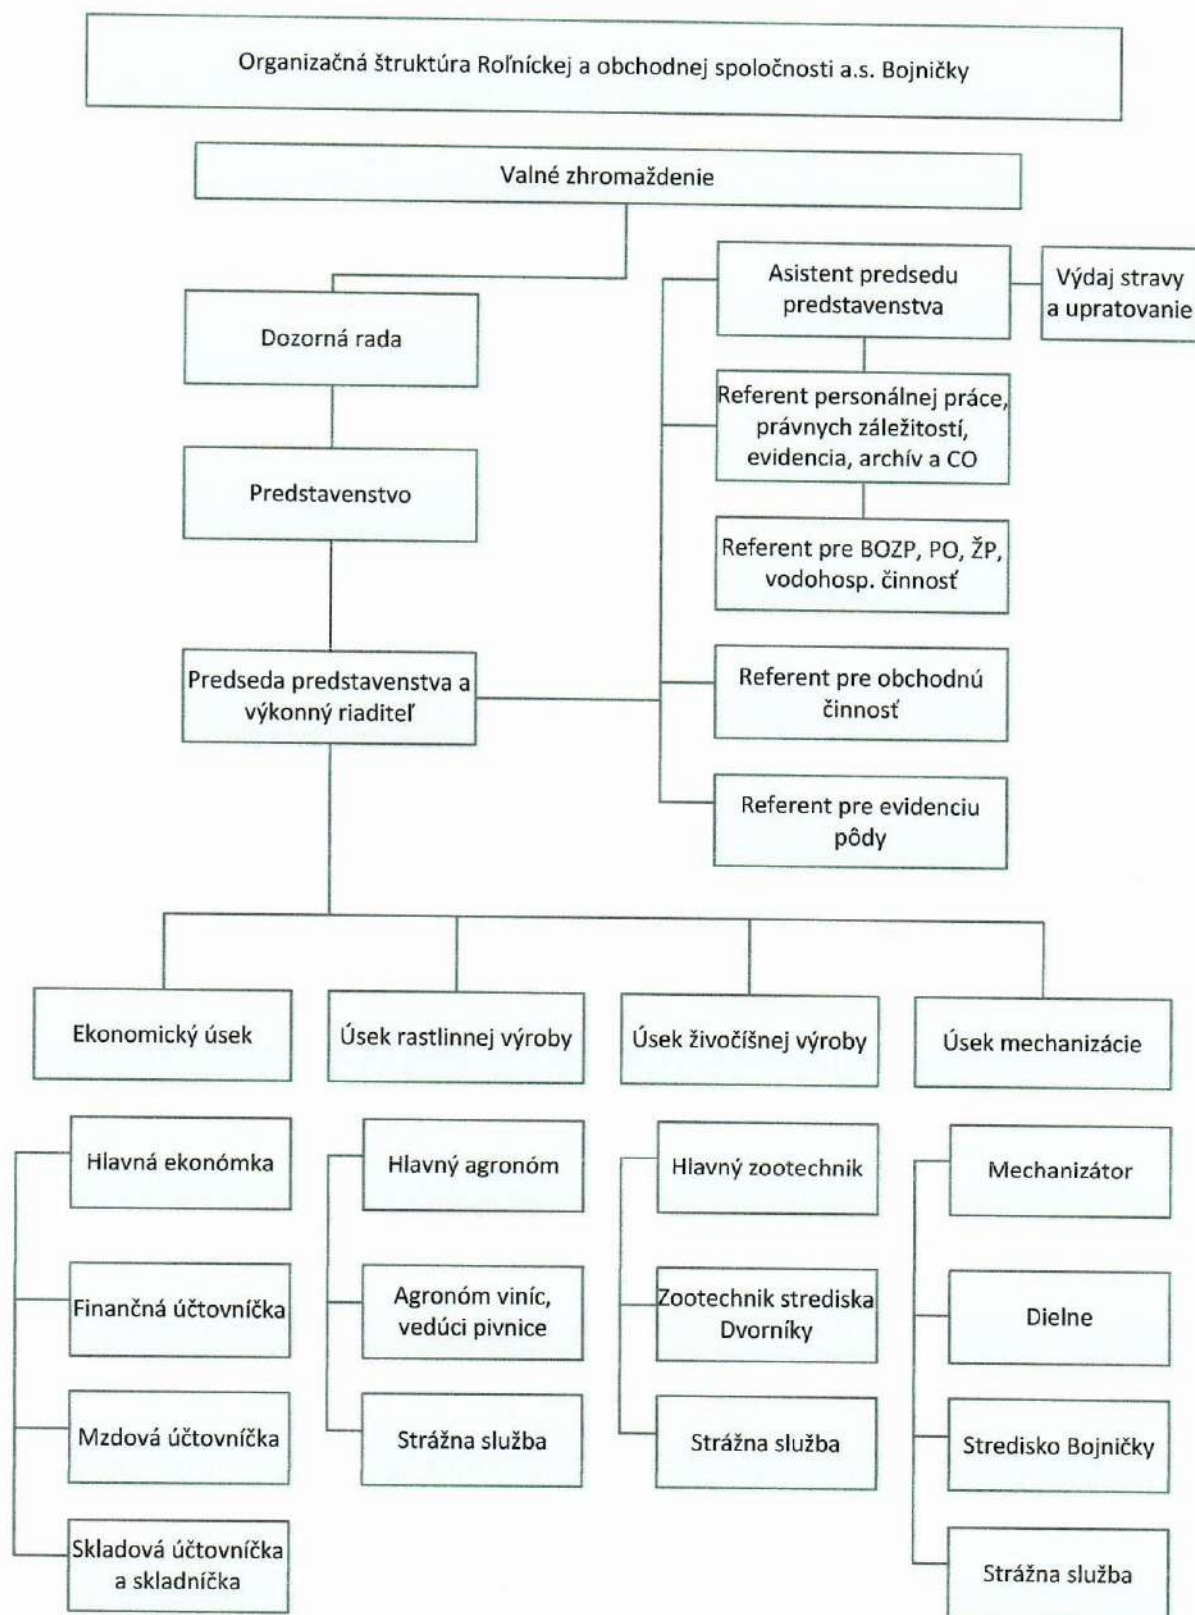 Organizačná štruktúra Roľníckej a obchodnej spoločnosti a.s. Bojničky
Valné zhromaždenie
Asistent predsedu
predstavenstva
Výdaj stravy
a upratovanie
Dozorná rada
Referent personálnej práce,
právnych záležitostí,
evidencia, archív a CO
Predstavenstvo
Referent pre BOZP, PO, ŽP,
vodohosp. činnosť
Predseda predstavenstva a
výkonný riaditeľ
Referent pre obchodnú
činnosť
Referent pre evidenciu
pôdy
Ekonomický úsek
Úsek rastlinnej výroby
Úsek živočíšnej výroby
Úsek mechanizácie
Hlavná ekonómka
Hlavný agronóm
Hlavný zootechnik
Mechanizátor
Finančná účtovníčka
Agronóm viníc,
vedúci pivnice
Zootechnik strediska
Dvorníky
Dielne
Mzdová účtovníčka
Strážna služba
Strážna služba
Stredisko Bojničky
Skladová účtovníčka
a skladníčka
Strážna služba